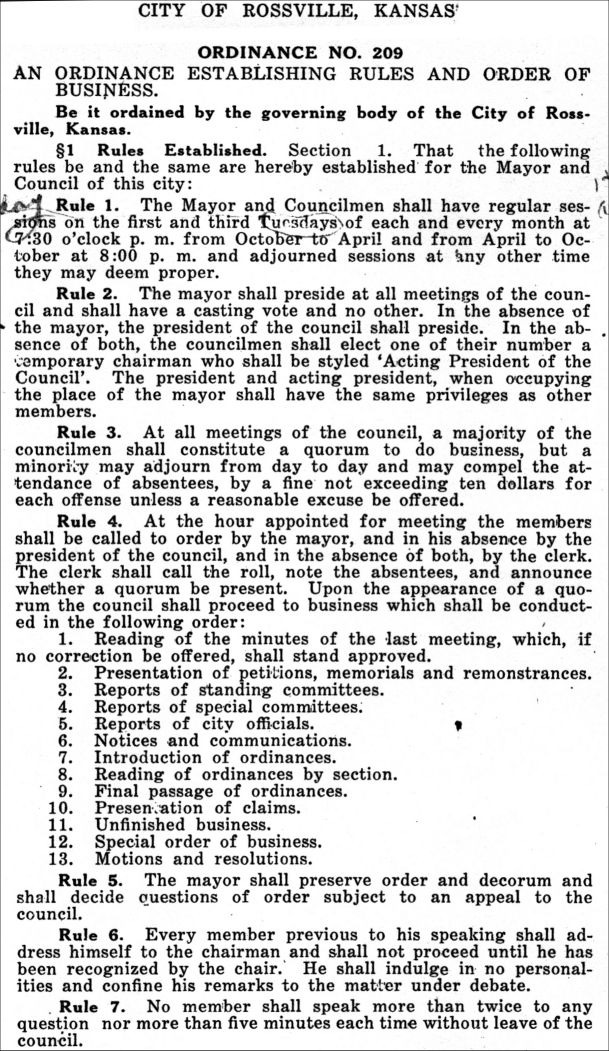 CITY OF ROSSVILLE, KANSAS
ORDINANCE NO. 209
AN ORDINANCE ESTABLISHING RULES AND ORDER OF
BUSINESS.
Be it ordained by the governing body of the City of Ross-
ville, Kansas.
§1 Rules Established. Section 1. That the following
rules be and the same are hereby established for the Mayor and
Council of this city:
Rule 1. The Mayor and Councilmen shall have regular ses-
sions on the first and third Tuesdays of each and every month at
7:30 o'clock p. m. from October to April and from April to Oc-
tober at 8:00 p. m. and adjourned sessions at any other time
they may deem proper.
Rule 2. The mayor shall preside at all meetings of the coun-
cil and shall have a casting vote and no other. In the absence of
the mayor, the president of the council shall preside. In the ab-
sence of both, the councilmen shall elect one of their number a
temporary chairman who shall be styled 'Acting President of the
Council'. The president and acting president, when occupying
the place of the mayor shall have the same privileges as other
members.
Rule 3. At all meetings of the council, a majority of the
councilmen shall constitute a quorum to do business, but a
minority may adjourn from day to day and may compel the at-
tendance of absentees, by a fine not exceeding ten dollars for
each offense unless a reasonable excuse be offered.
Rule 4. At the hour appointed for meeting the members
shall be called to order by the mayor, and in his absence by the
president of the council, and in the absence of both, by the clerk.
The clerk shall call the roll, note the absentees, and announce
whether a quorum be present. Upon the appearance of a quo-
rum the council shall proceed to business which shall be conduct-
ed in the following order:
1. Reading of the minutes of the last meeting, which, if
no correction be offered, shall stand approved.
2. Presentation of petitions, memorials and remonstrances.
3. Reports of standing committees.
4. Reports of special committees.
5. Reports of city officials.
6. Notices and communications.
7. Introduction of ordinances.
8. Reading of ordinances by section.
9. Final passage of ordinances.
10. Presentation of claims.
11. Unfinished business.
12. Special order of business.
13. Motions and resolutions.
Rule 5. The mayor shall preserve order and decorum and
shall decide questions of order subject to an appeal to the
council.
Rule 6. Every member previous to his speaking shall ad-
dress himself to the chairman and shall not proceed until he has
been recognized by the chair. He shall indulge in no personal-
ities and confine his remarks to the matter under debate.
Rule 7. No member shall speak more than twice to any
question nor more than five minutes each time without leave of the
council.